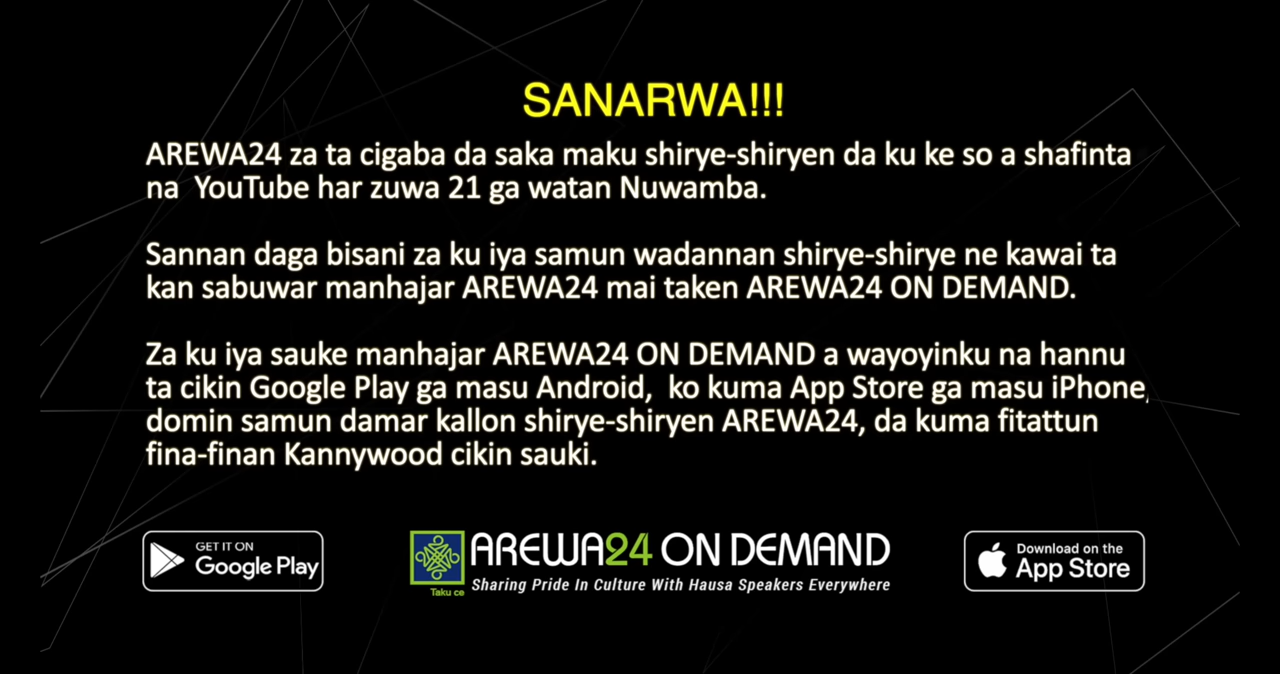 SANARWA!!!
AREWA24 za ta cigaba da saka maku shirye-shiryen da ku ke so a shafinta
na YouTube har zuwa 21 ga watan Nuwamba.
Sannan daga bisani za ku iya samun wadannan shirye-shirye ne kawai ta
kan sabuwar manhajar AREWA24 mai taken AREWA24 ON DEMAND.
Za ku iya sauke manhajar AREWA24 ON DEMAND a wayoyinku na hannu
ta cikin Google Play ga masu Android, ko kuma App Store ga masu iPhone,
domin samun damar kallon shirye-shiryen AREWA24, da kuma fitattun
fina-finan Kannywood cikin sauki.
GET IT ON
Google Play
AREWA24 ON DEMAND
Sharing Pride In Culture With Hausa Speakers Everywhere
Taku ce
Download on the
App Store